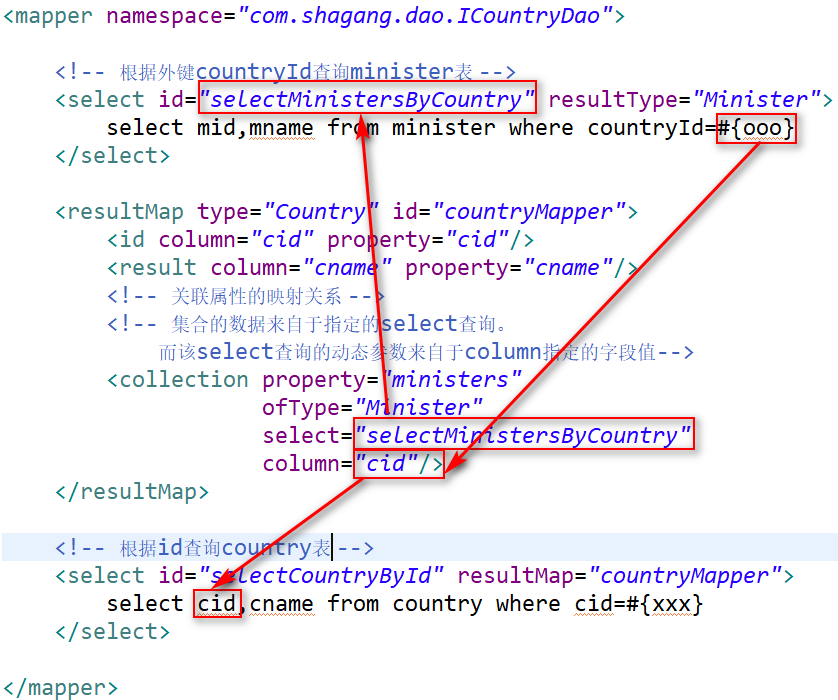 <mapper namespace="com.shagang.dao.ICountryDao">
<!-- 根据外键countryId查询minister表 -->
<select id="selectMinistersByCountry" resultType="Minister">
select mid,mname from minister where countryId=#{ooo}
</select>
<resultMap type="Country" id="countryMapper">
<id column="cid" property="cid"/>
<result column="cname" property="cname"/>
<!-- 关联属性的映射关系 -->
<!-- 集合的数据来自于指定的select查询。
而该select查询的动态参数来自于column指定的字段值-->
<collection property="ministers"
ofType="Minister"
select="selectMinistersByCountry"
column="cid"/>
</resultMap>
<!-- 根据id查询country表 -->
<select id="selectCountryById" resultMap="countryMapper">
select cid,cname from country where cid=#{xxx}
</select>
</mapper>